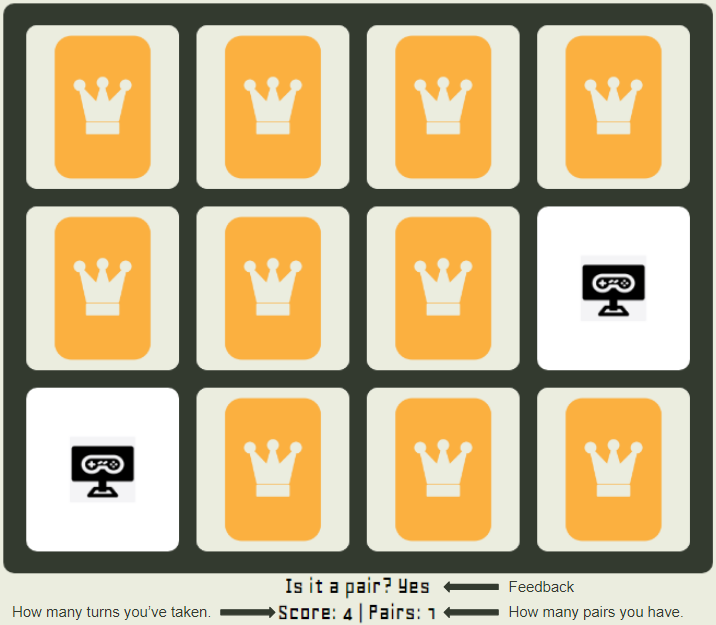 Is it a pair? Yes
Feedback
How many turns you've taken.
Score: 4 | Pairs: 1
How many pairs you have.